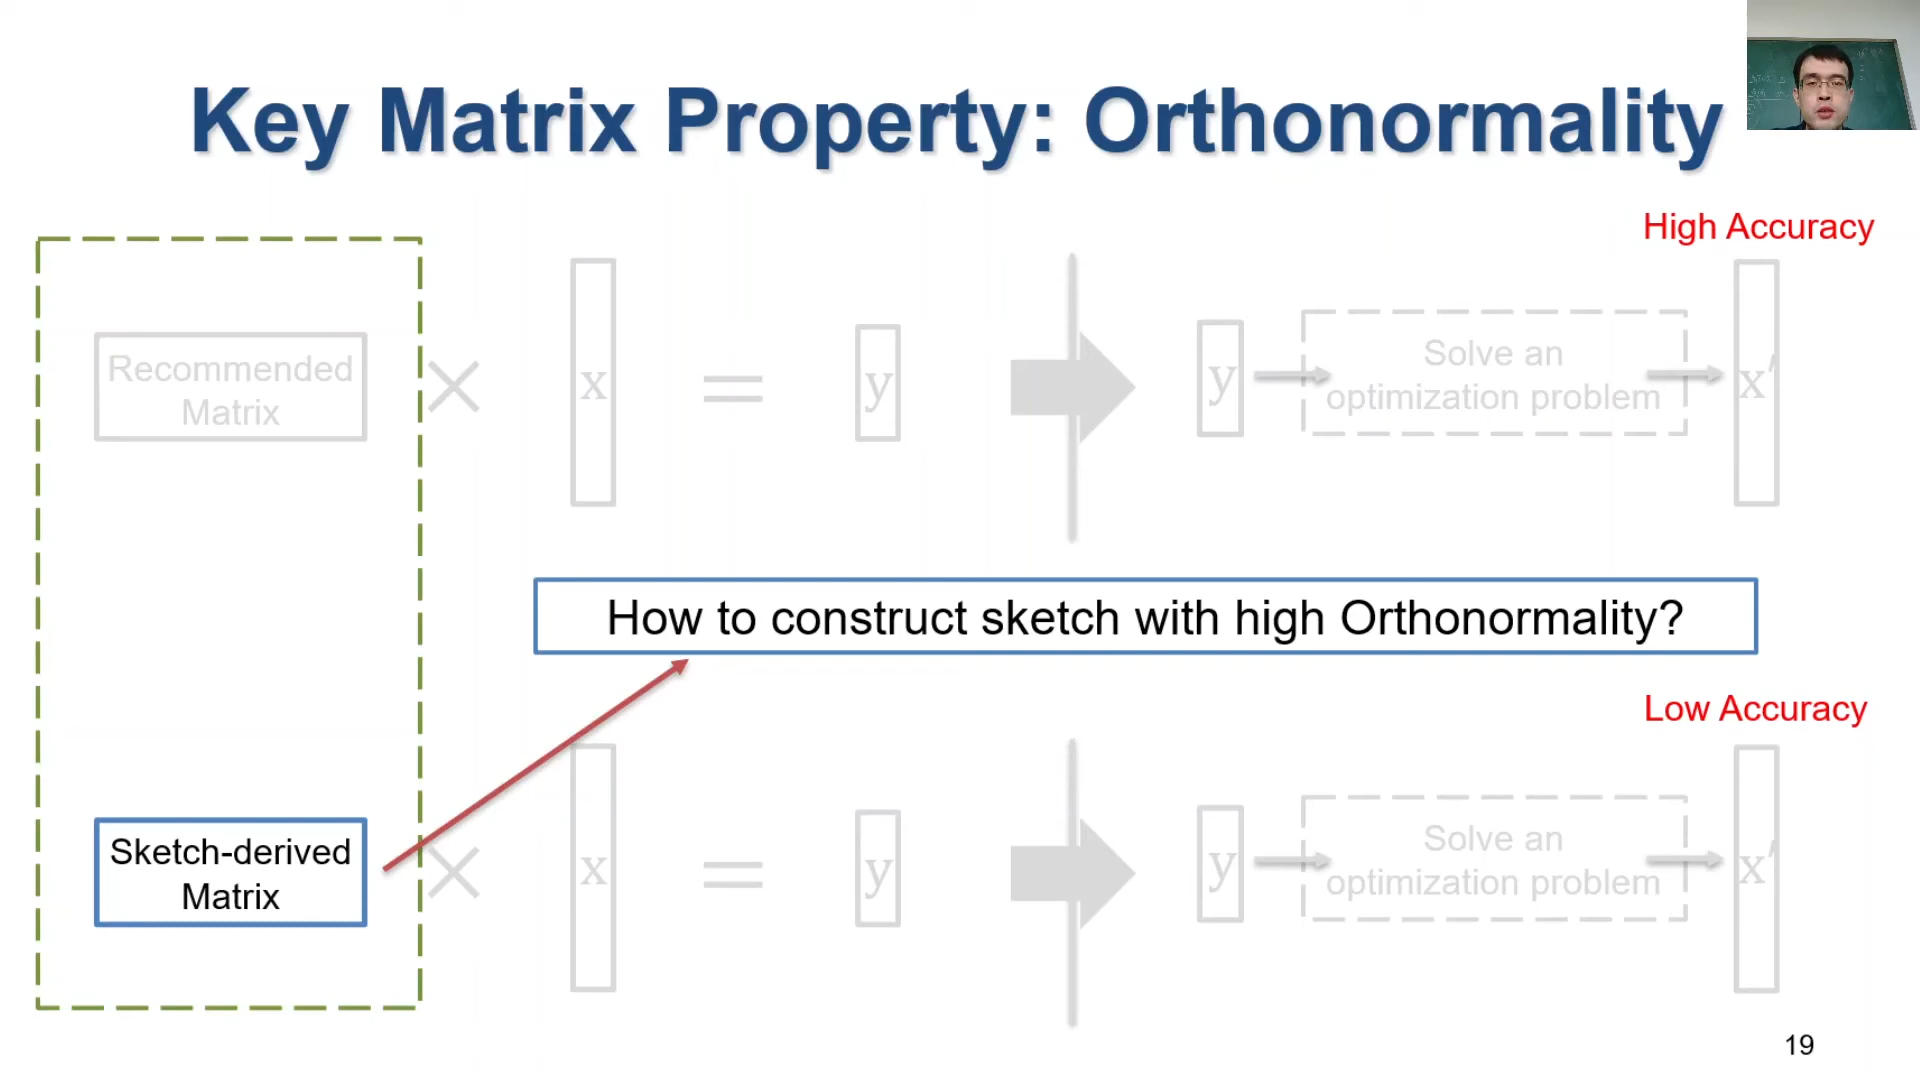 Key Matrix Property: Orthonormality
High Accuracy
Recommended
Matrix
×
x
=
y
y
Solve an
optimization problem
x'
How to construct sketch with high Orthonormality?
Low Accuracy
Sketch-derived
Matrix
×
x
=
y
y
Solve an
optimization problem
x'
19